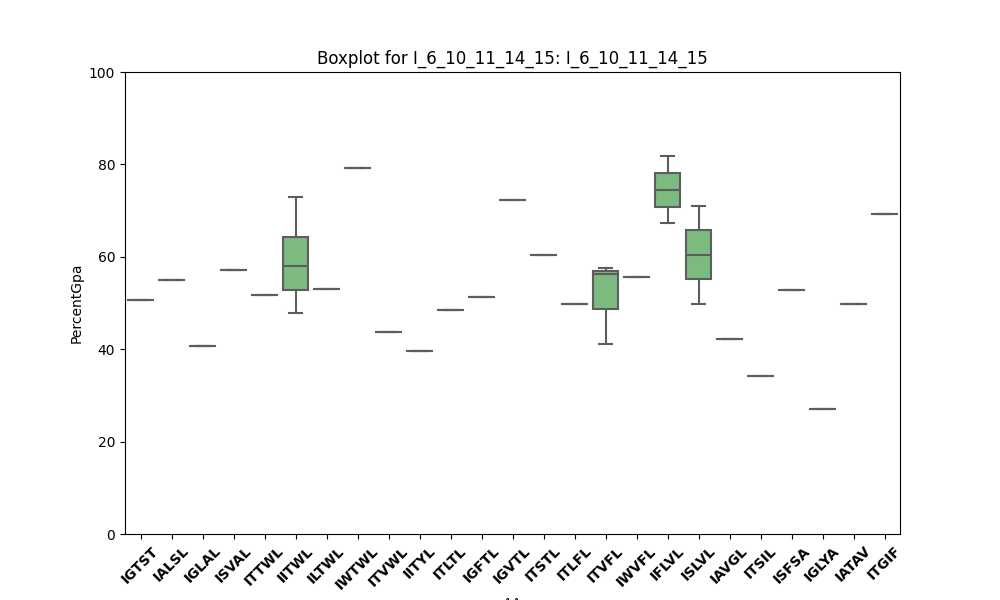 Boxplot for I_6_10_11_14_15: I_6_10_11_14_15
PercentGpa
100
80
60
40
20
0
IGTST
IALSL
IGLAL
ISVAL
ITTWL
IITWL
ILTWL
IWTWL
ITVWL
IITYL
ITLTL
IGFTL
IGVTL
ITSTL
ITLFL
ITVFL
IWVFL
IFLVL
ISLVL
IAVGL
ITSIL
ISFSA
IGLYA
IATAV
ITGIF